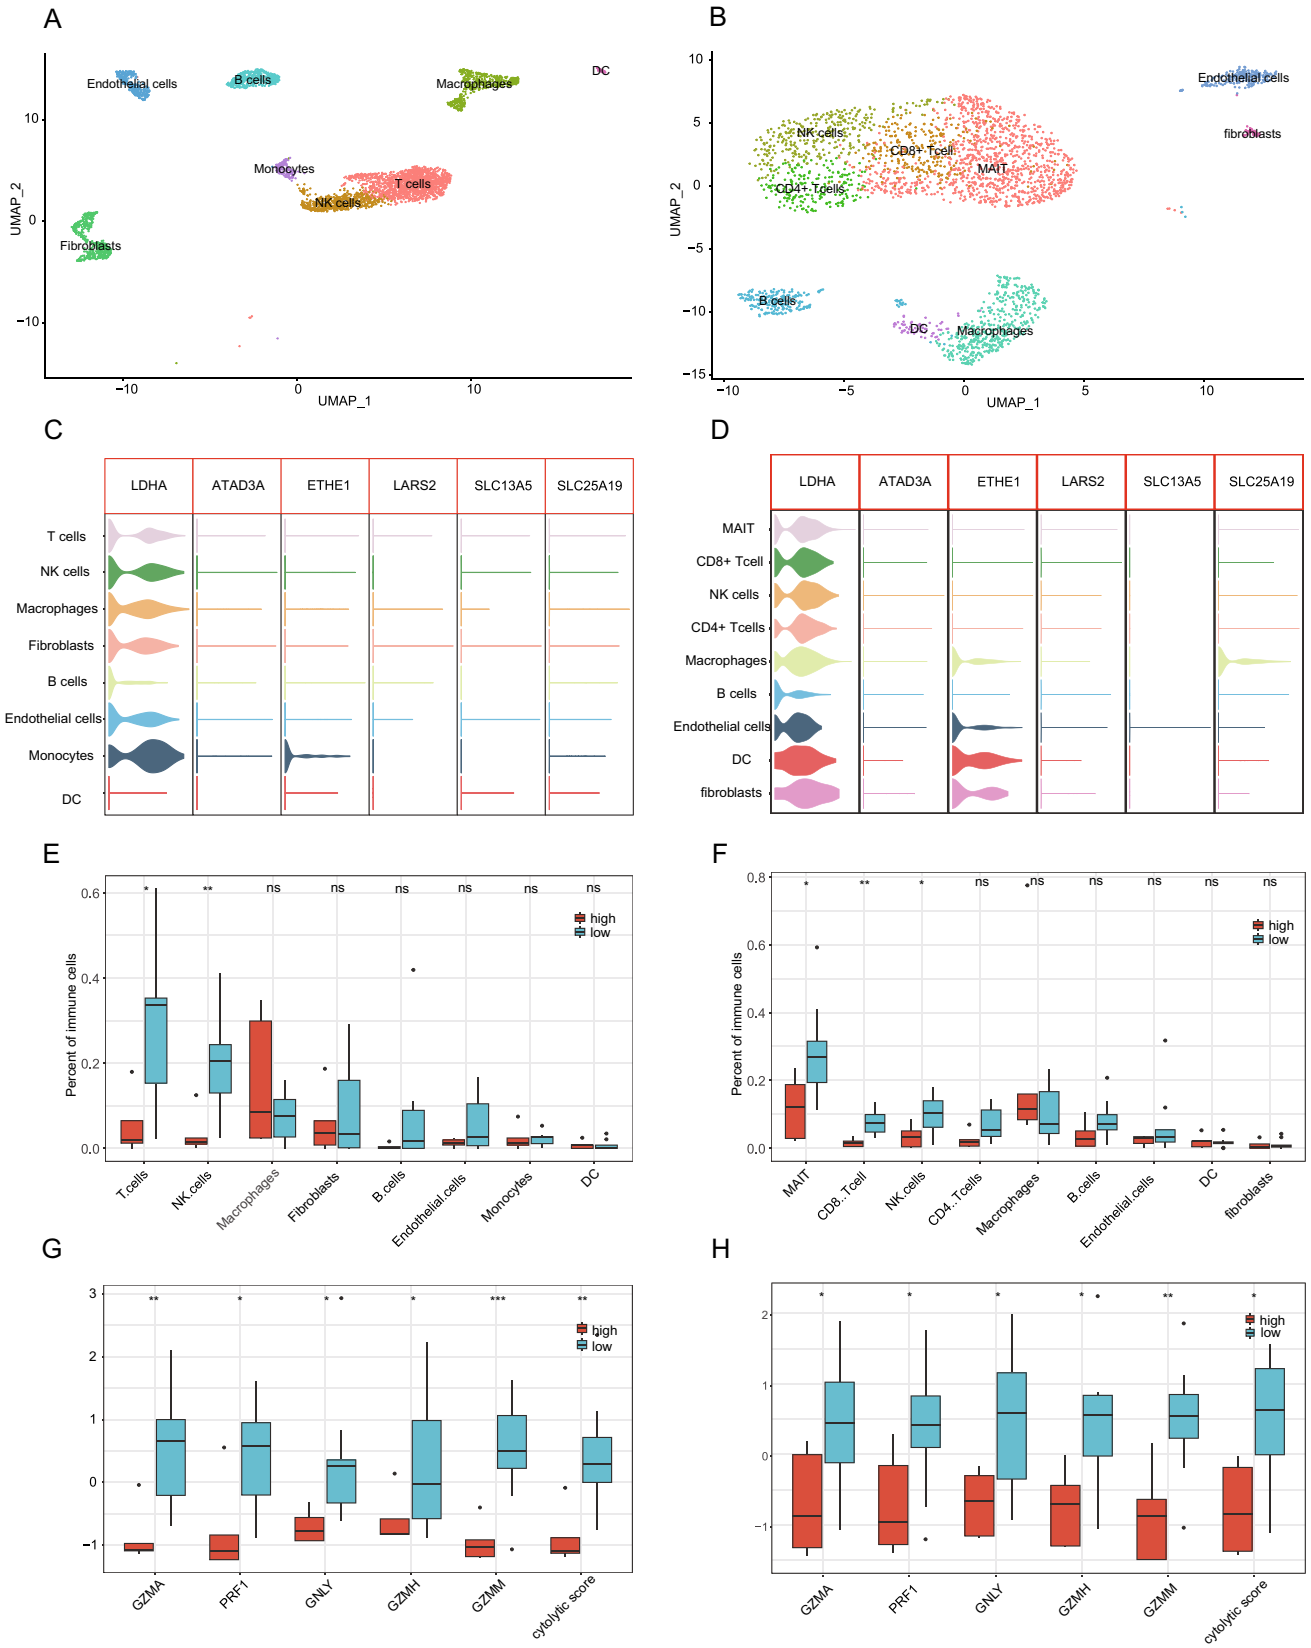 A
Endothelial cells
B cells
Macrophages
DC
Monocytes
T cells
NK cells
Fibroblasts
10
0
−10
UMAP_2
−10
0
10
UMAP_1
B
Endothelial cells
fibroblasts
NK cells
CD8+ Tcell
MAIT
CD4+ Tcells
B cells
DC
Macrophages
10
5
0
−5
−10
−15
UMAP_2
−10
−5
0
5
10
UMAP_1
C
LDHA ATAD3A ETHE1 LARS2 SLC13A5 SLC25A19
T cells
NK cells
Macrophages
Fibroblasts
B cells
Endothelial cells
Monocytes
DC
D
LDHA ATAD3A ETHE1 LARS2 SLC13A5 SLC25A19
MAIT
CD8+ Tcell
NK cells
CD4+ Tcells
Macrophages
B cells
Endothelial cells
DC
fibroblasts
E
* ** ns ns ns ns ns ns
high
low
0.6
0.4
0.2
0.0
Percent of immune cells
T.cells
NK.cells
Macrophages
Fibroblasts
B.cells
Endothelial.cells
Monocytes
DC
F
* ** * ns ns ns ns ns ns
high
low
0.8
0.6
0.4
0.2
0.0
Percent of immune cells
MAIT
CD8..Tcell
NK.cells
CD4..Tcells
Macrophages
B.cells
Endothelial.cells
DC
fibroblasts
G
** * * * *** **
high
low
3
2
1
0
−1
GZMA
PRF1
GNLY
GZMH
GZMM
cytolytic score
H
* * * * ** *
high
low
2
1
0
−1
GZMA
PRF1
GNLY
GZMH
GZMM
cytolytic score